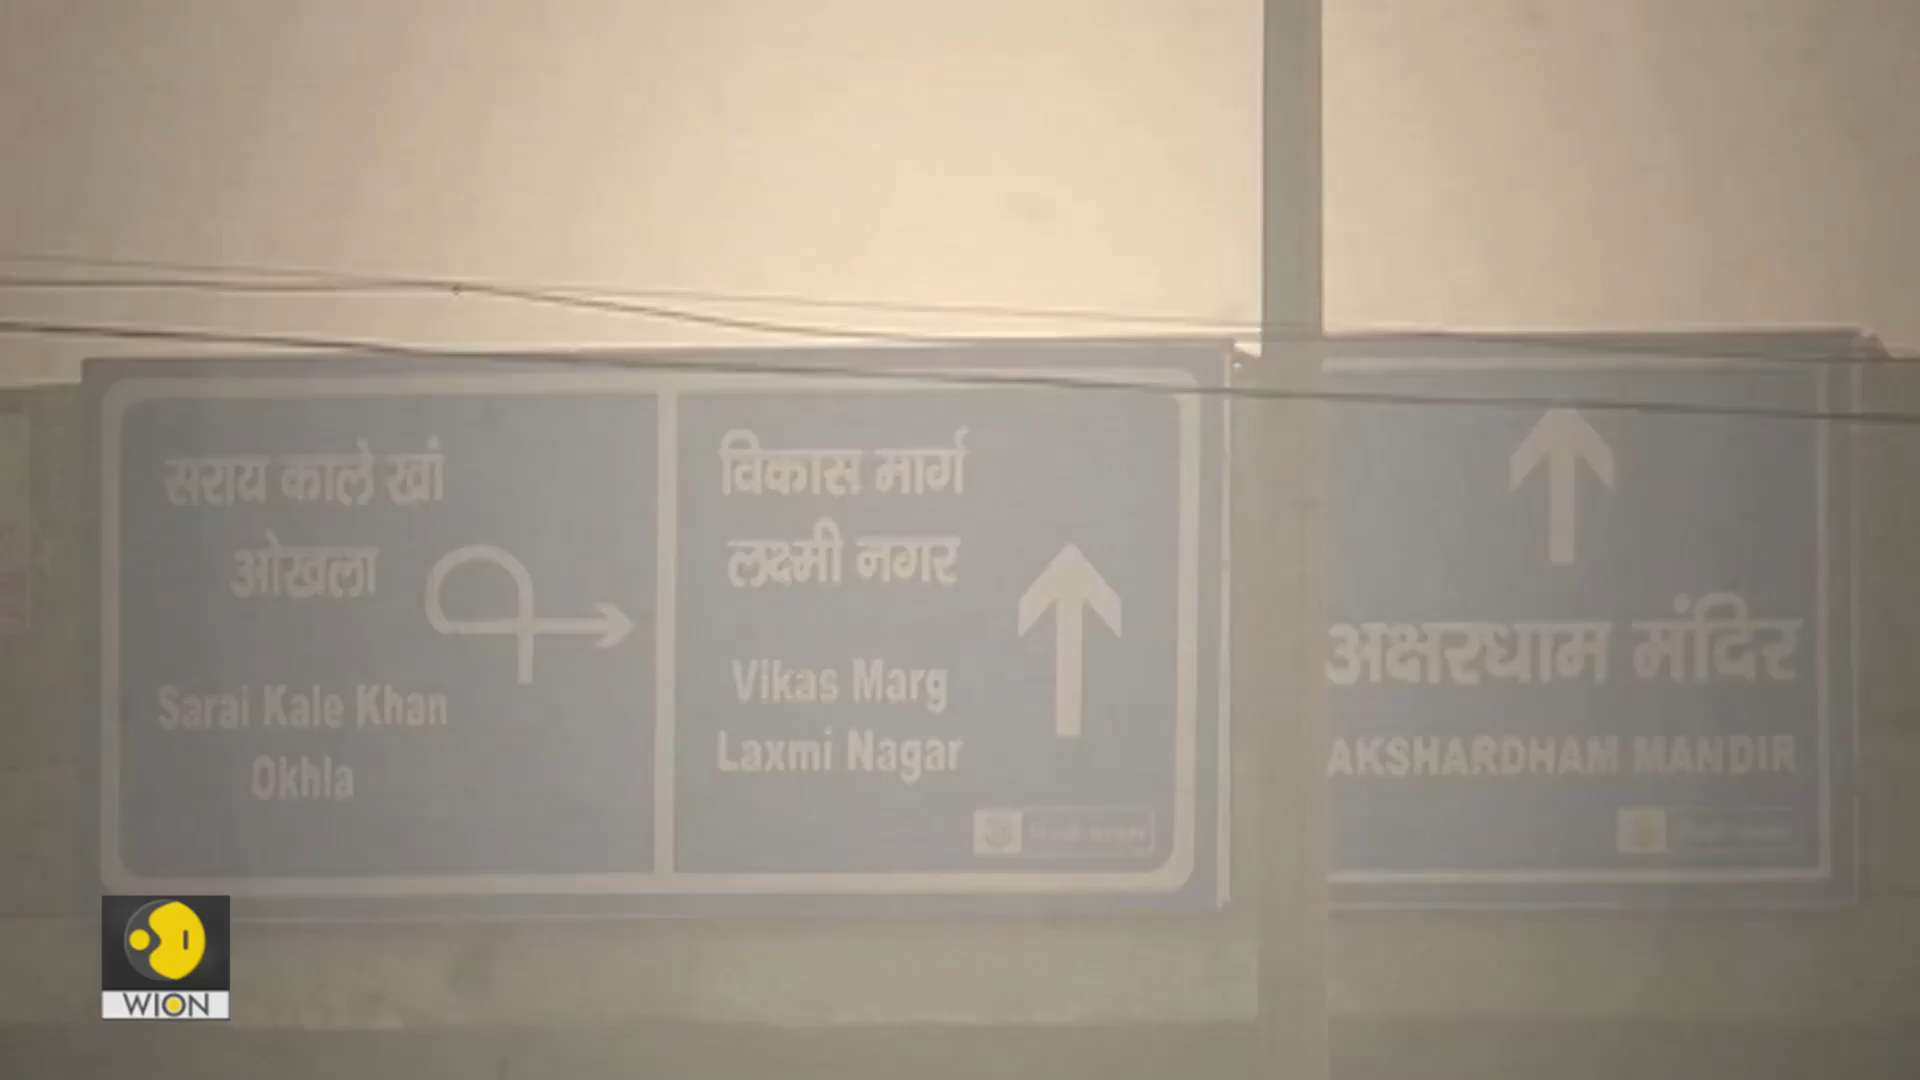 सराय काले खां
ओखला
Sarai Kale Khan
Okhla
विकास मार्ग
लक्ष्मी नगर
Vikas Marg
Laxmi Nagar
अक्षरधाम मंदिर
AKSHARDHAM MANDIR
WION